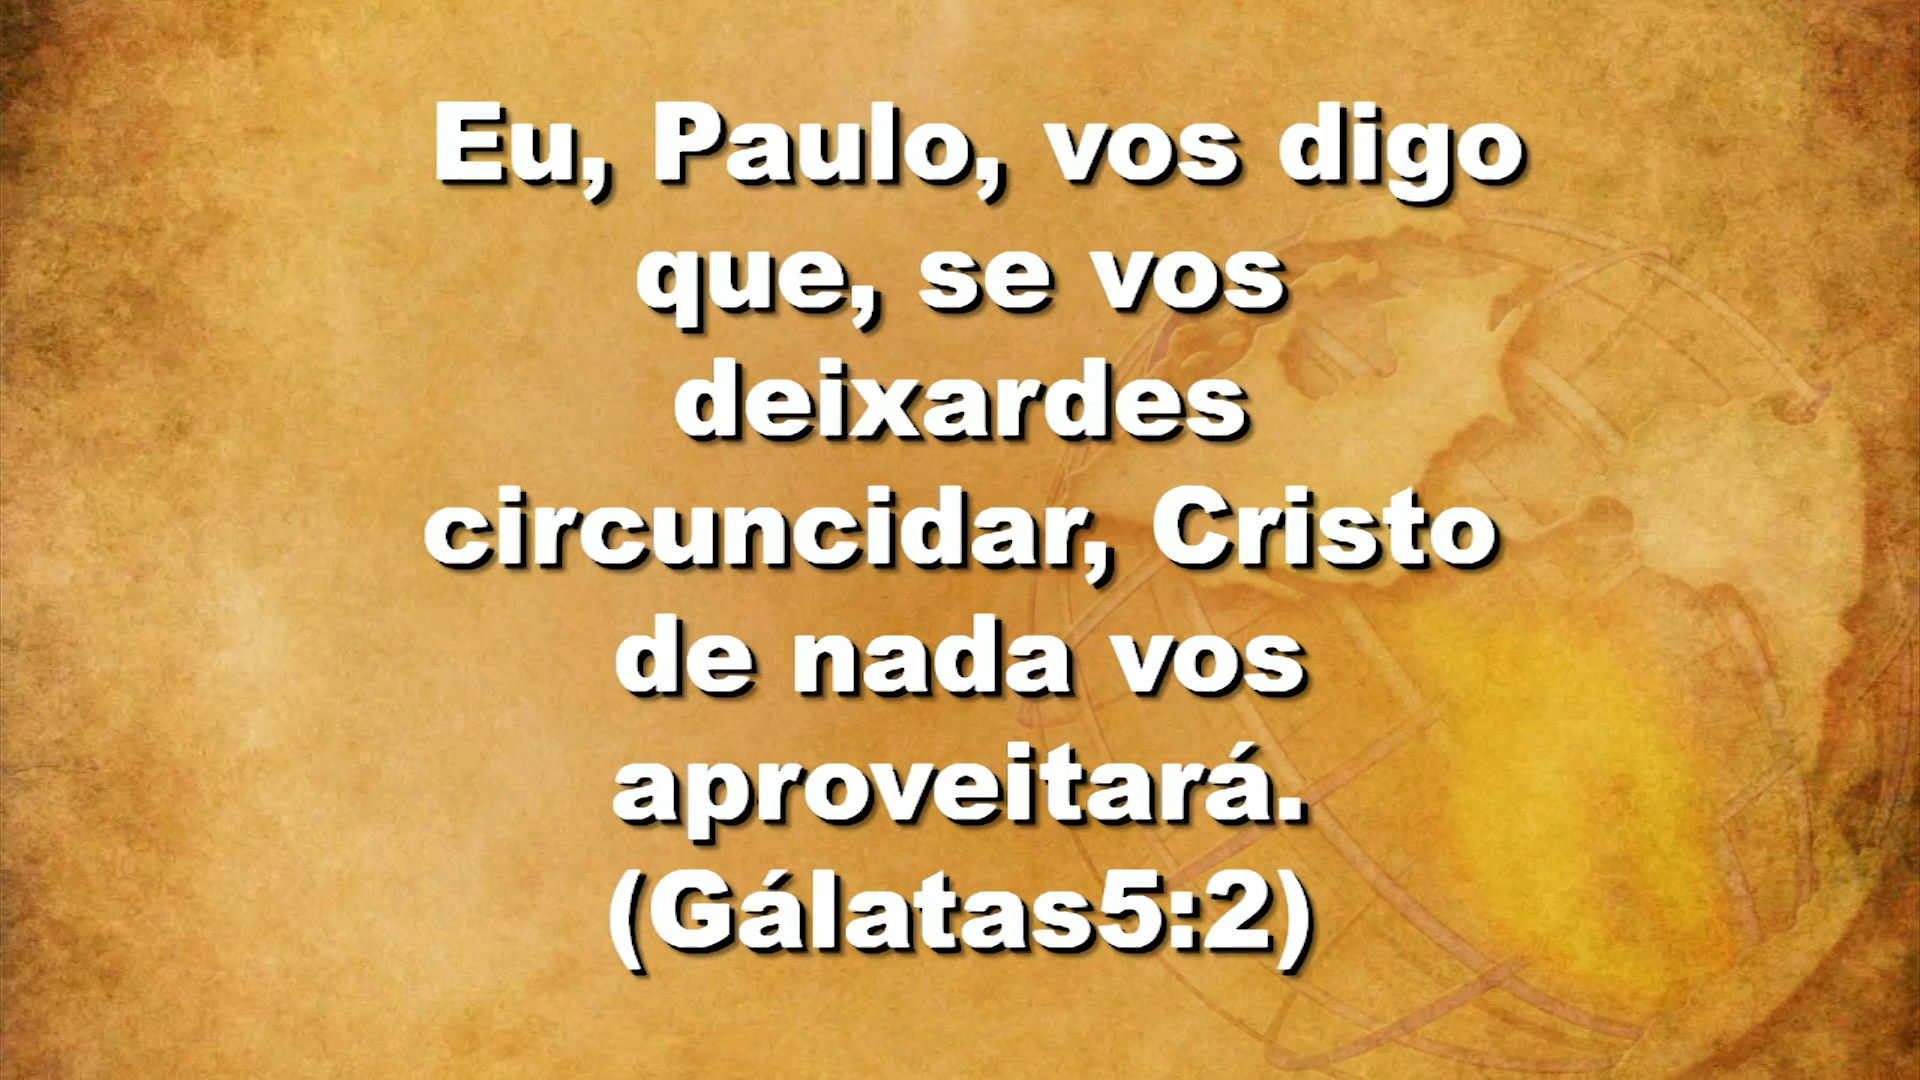 Eu, Paulo, vos digo
que, se vos
deixardes
circuncidar, Cristo
de nada vos
aproveitará.
(Gálatas5:2)